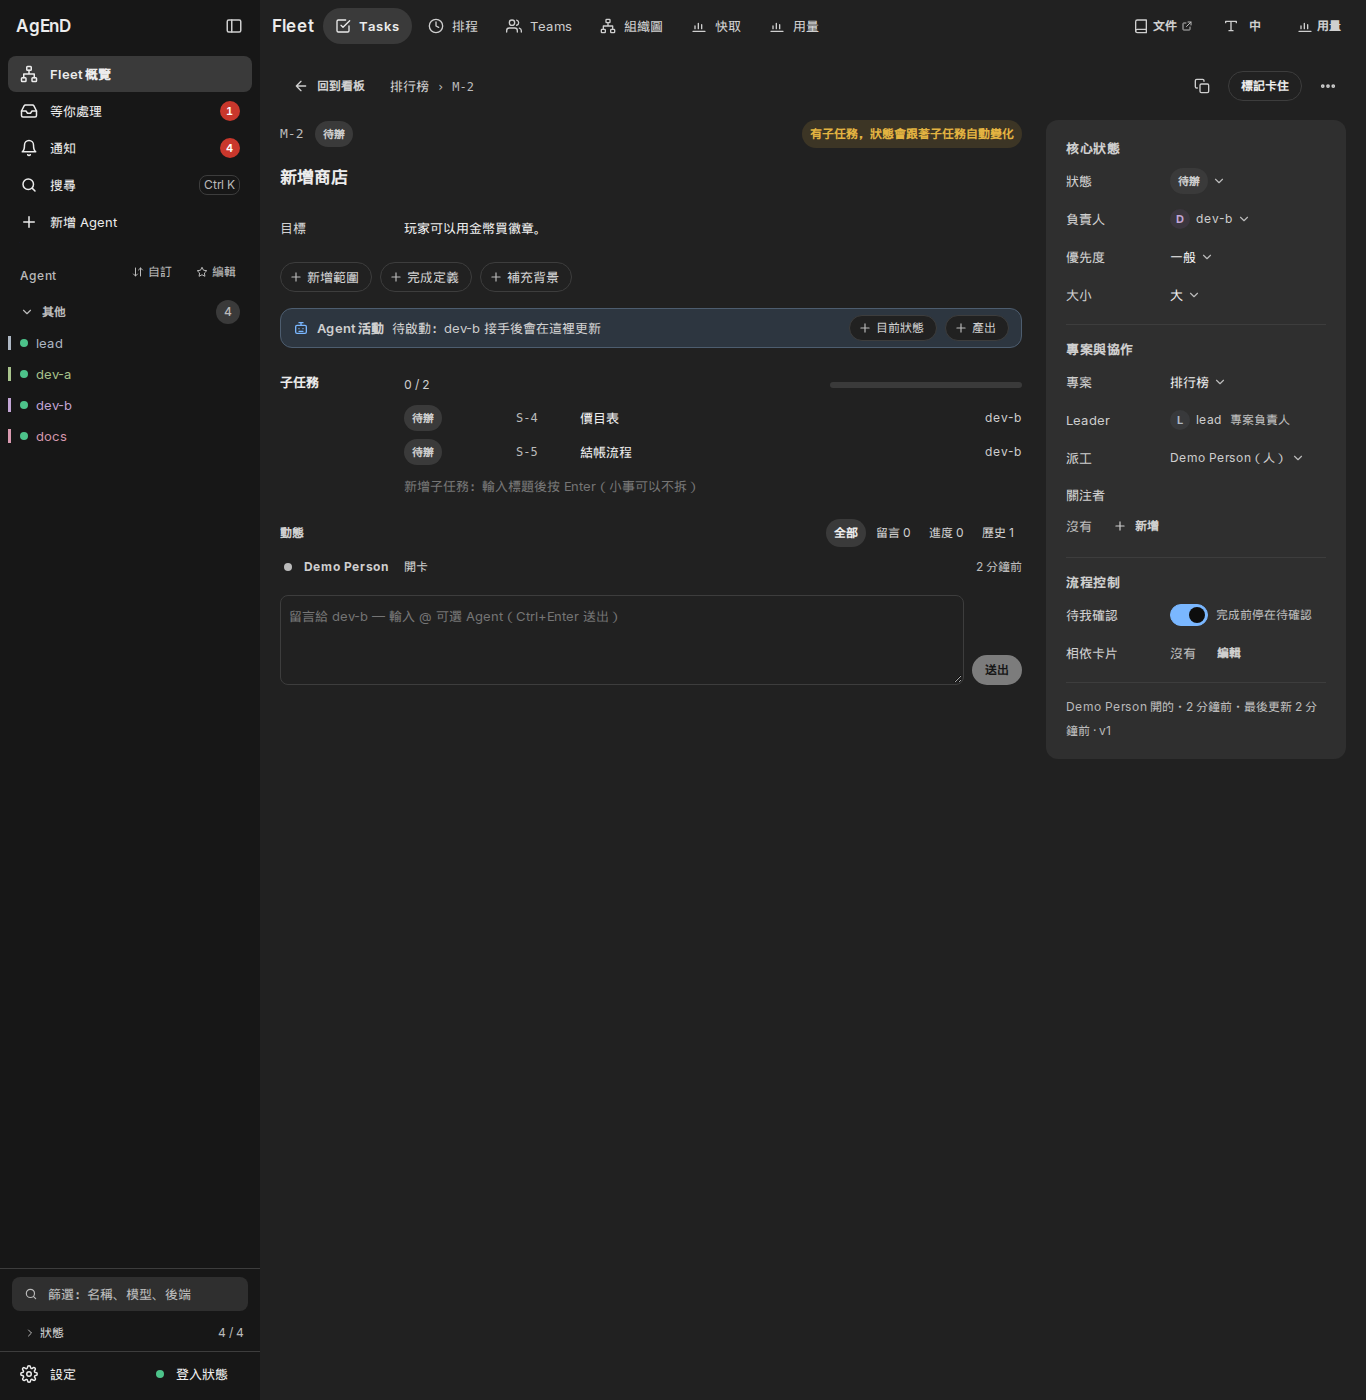 AgEnD
Fleet 概覽
等你處理 1
通知 4
搜尋 Ctrl K
新增 Agent
Agent 自訂 編輯
其他 4
lead
dev-a
dev-b
docs
篩選：名稱、模型、後端
狀態 4 / 4
設定 登入狀態
Fleet Tasks 排程 Teams 組織圖 快取 用量 文件 中 用量
回到看板 排行榜 › M-2 標記卡住
M-2 待辦 有子任務，狀態會跟著子任務自動變化
新增商店
目標 玩家可以用金幣買徽章。
新增範圍 完成定義 補充背景
Agent 活動 待啟動：dev-b 接手後會在這裡更新 目前狀態 產出
子任務 0 / 2
待辦 S-4 價目表 dev-b
待辦 S-5 結帳流程 dev-b
新增子任務：輸入標題後按 Enter（小事可以不拆）
動態 全部 留言 0 進度 0 歷史 1
Demo Person 開卡 2 分鐘前
留言給 dev-b — 輸入 @ 可選 Agent（Ctrl+Enter 送出）
送出
核心狀態
狀態 待辦
負責人 D dev-b
優先度 一般
大小 大
專案與協作
專案 排行榜
Leader L lead 專案負責人
派工 Demo Person（人）
關注者
沒有 新增
流程控制
待我確認 完成前停在待確認
相依卡片 沒有 編輯
Demo Person 開的・2 分鐘前・最後更新 2 分
鐘前 · v1